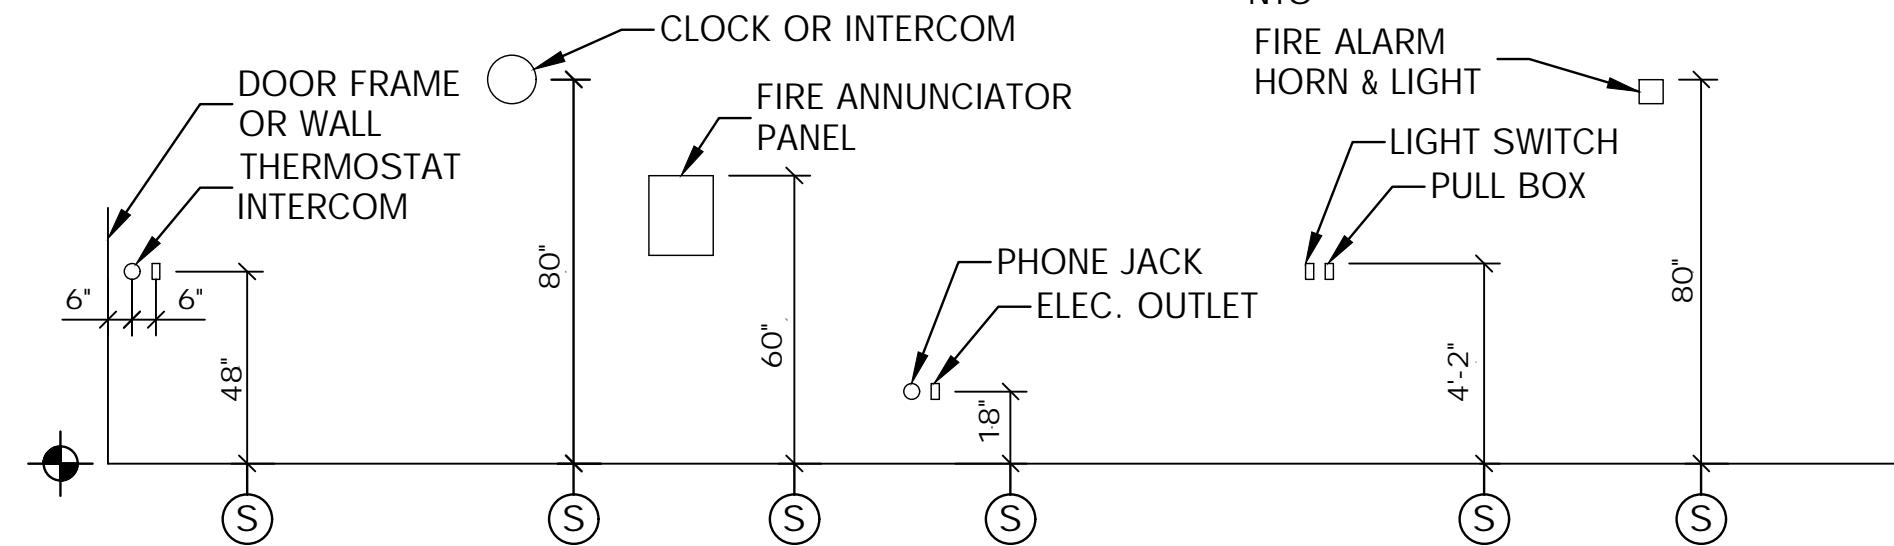 CLOCK OR INTERCOM
FIRE ALARM
HORN & LIGHT
DOOR FRAME
OR WALL
FIRE ANNUNCIATOR
PANEL
THERMOSTAT
INTERCOM
LIGHT SWITCH
PULL BOX
PHONE JACK
ELEC. OUTLET
6"
6"
48"
80"
60"
18"
4'-2"
80"
S
S
S
S
S
S